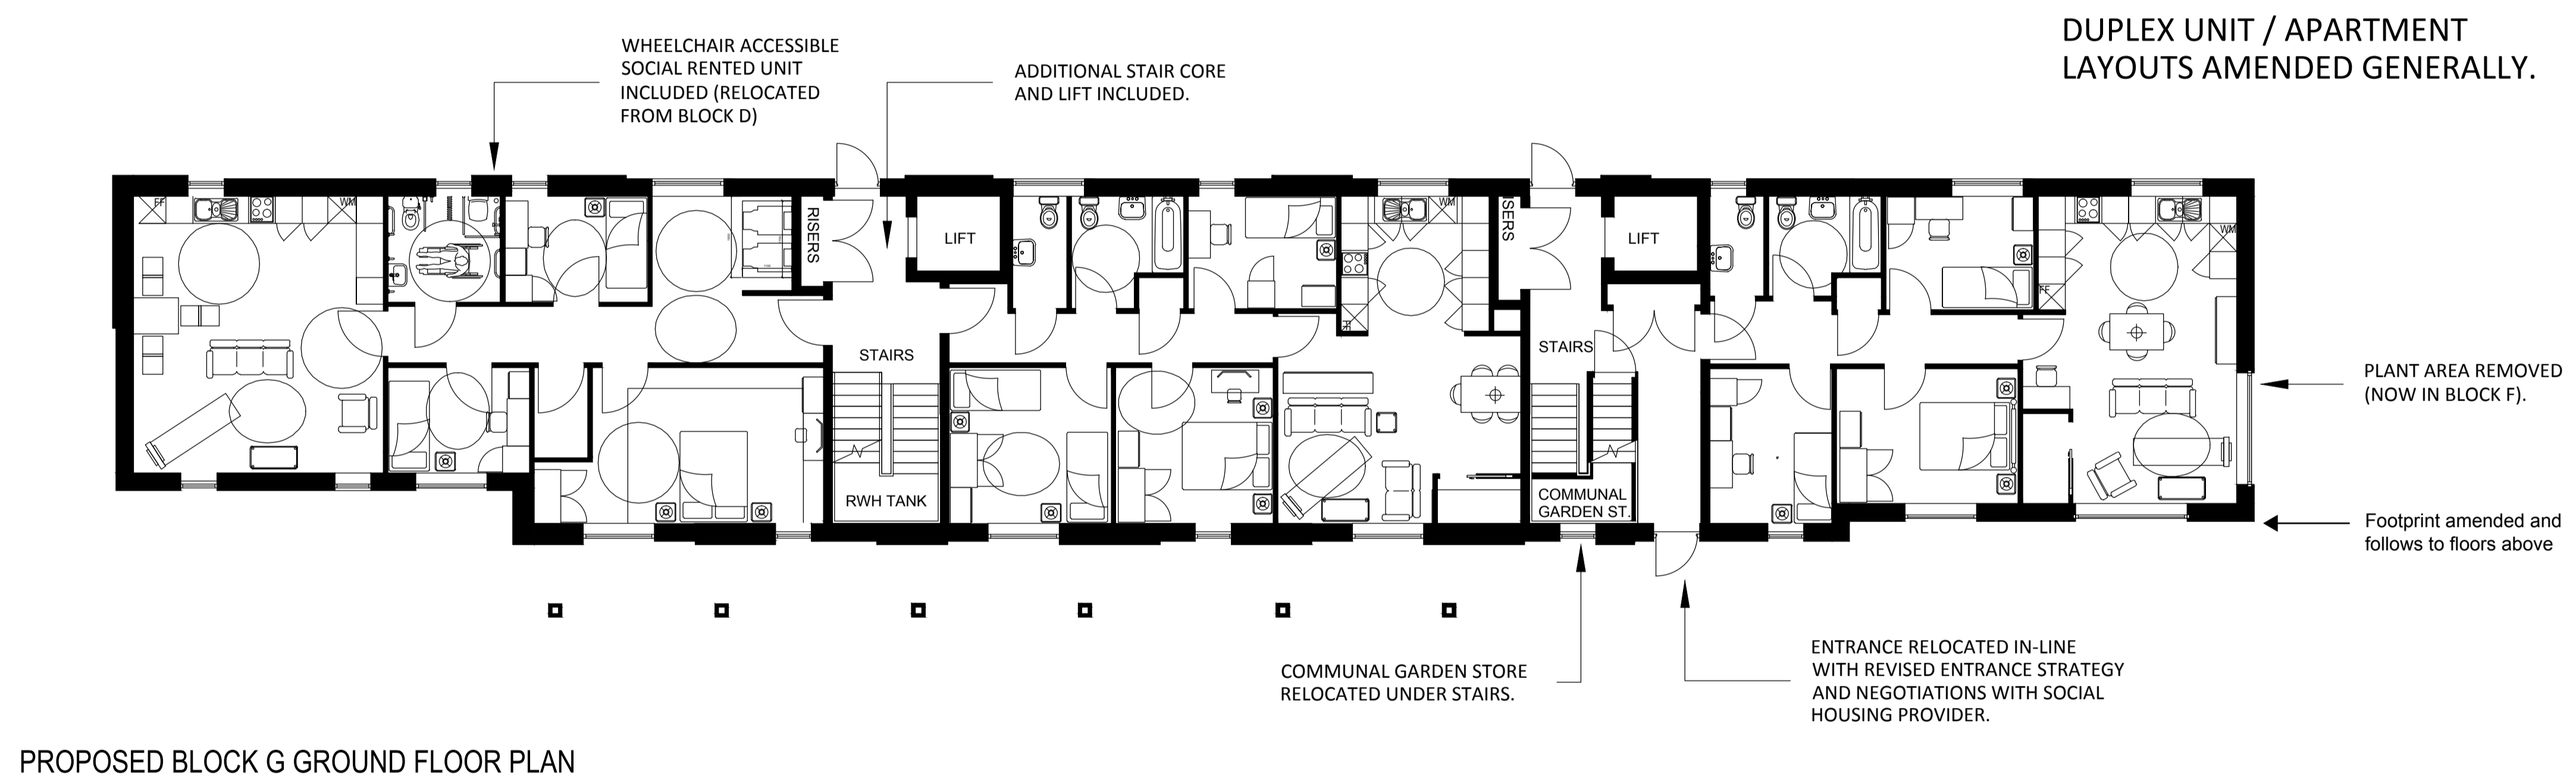 DUPLEX UNIT / APARTMENT
LAYOUTS AMENDED GENERALLY.
WHEELCHAIR ACCESSIBLE
SOCIAL RENTED UNIT
INCLUDED (RELOCATED
FROM BLOCK D)
ADDITIONAL STAIR CORE
AND LIFT INCLUDED.
FF
WM
RISERS
LIFT
WM
FF
ISERS
LIFT
WM
FF
STAIRS
STAIRS
RWH TANK
COMMUNAL
GARDEN ST.
PLANT AREA REMOVED
(NOW IN BLOCK F).
Footprint amended and
follows to floors above
COMMUNAL GARDEN STORE
RELOCATED UNDER STAIRS.
ENTRANCE RELOCATED IN-LINE
WITH REVISED ENTRANCE STRATEGY
AND NEGOTIATIONS WITH SOCIAL
HOUSING PROVIDER.
PROPOSED BLOCK G GROUND FLOOR PLAN